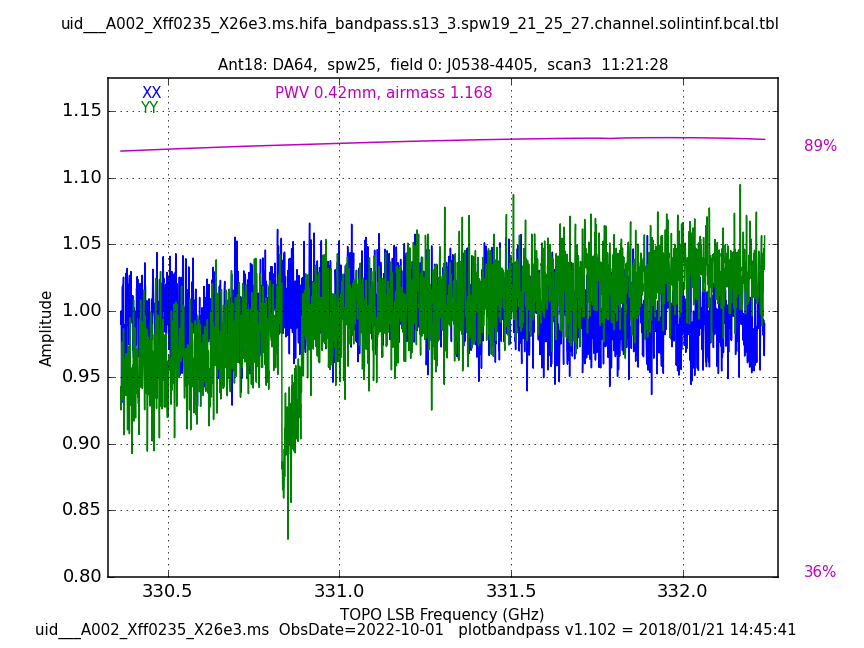 uid___A002_Xff0235_X26e3.ms.hifa_bandpass.s13_3.spw19_21_25_27.channel.solintinf.bcal.tbl
Ant18: DA64,  spw25,  field 0: J0538-4405,  scan3  11:21:28
XX
PWV 0.42mm, airmass 1.168
YY
1.15
89%
1.10
1.05
1.00
Amplitude
0.95
0.90
0.85
36%
0.80
330.5 331.0 331.5 332.0
TOPO LSB Frequency (GHz)
uid___A002_Xff0235_X26e3.ms  ObsDate=2022-10-01   plotbandpass v1.102 = 2018/01/21 14:45:41